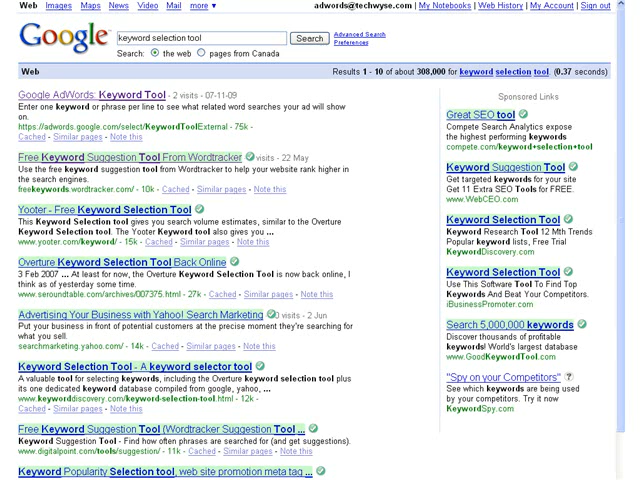 Web Images Maps News Video Mail more ▼ adwords@techwyse.com | My Notebooks | Web History | My Account | Sign out
Google keyword selection tool Search Advanced Search
Preferences
Search: the web pages from Canada
Web Results 1 - 10 of about 308,000 for keyword selection tool. (0.37 seconds)
Google AdWords: Keyword Tool - 2 visits - 07-11-09
Enter one keyword or phrase per line to see what related word searches your ad will show
on.
https://adwords.google.com/select/KeywordToolExternal - 75k -
Cached - Similar pages - Note this
Free Keyword Suggestion Tool From Wordtracker visits - 22 May
Use the free keyword suggestion tool from Wordtracker to help your website rank higher in
the search engines.
freekeywords.wordtracker.com/ - 10k - Cached - Similar pages - Note this
Yooter - Free Keyword Selection Tool
This Keyword Selection tool gives you search volume estimates, similar to the Overture
Keyword Selection tool. The Yooter Keyword tool also gives you ...
www.yooter.com/keyword/ - 15k - Cached - Similar pages - Note this
Overture Keyword Selection Tool Back Online
3 Feb 2007 ... At least for now, the Overture Keyword Selection Tool is now back online, I
think as of yesterday some time.
www.seroundtable.com/archives/007375.html - 27k - Cached - Similar pages - Note this
Advertising Your Business with Yahoo! Search Marketing visits - 2 Jun
Put your business in front of potential customers at the precise moment they're searching for
what you sell.
searchmarketing.yahoo.com/ - 14k - Cached - Similar pages - Note this
Keyword Selection Tool - A keyword selector tool
A valuable tool for selecting keywords, including the Overture keyword selection tool plus
its one dedicated keyword database compiled from google, yahoo, ...
www.keyworddiscovery.com/keyword-selection-tool.html - 12k -
Cached - Similar pages - Note this
Free Keyword Suggestion Tool (Wordtracker Suggestion Tool ...
Keyword Suggestion Tool - Find how often phrases are searched for (and get suggestions).
www.digitalpoint.com/tools/suggestion/ - 11k - Cached - Similar pages - Note this
Keyword Popularity Selection tool, web site promotion meta tag ...
Sponsored Links
Great SEO tool
Compete Search Analytics expose
the highest performing keywords
compete.com/keyword+selection+tool
Keyword Suggestion Tool
Get targeted keywords for your site
Get 11 Extra SEO Tools for FREE.
www.WebCEO.com
Keyword Selection Tool
Keyword Research Tool 12 Mth Trends
Popular keyword lists, Free Trial
KeywordDiscovery.com
Keyword Selection Tool
Use This Software Tool To Find Top
Keywords And Beat Your Competitors.
iBusinessPromoter.com
Search 5,000,000 keywords
Discover thousands of profitable
keywords! World's largest database
www.GoodKeywordTool.com
"Spy on your Competitors"
See which keywords are being used
by your competitors. Try it now
KeywordSpy.com